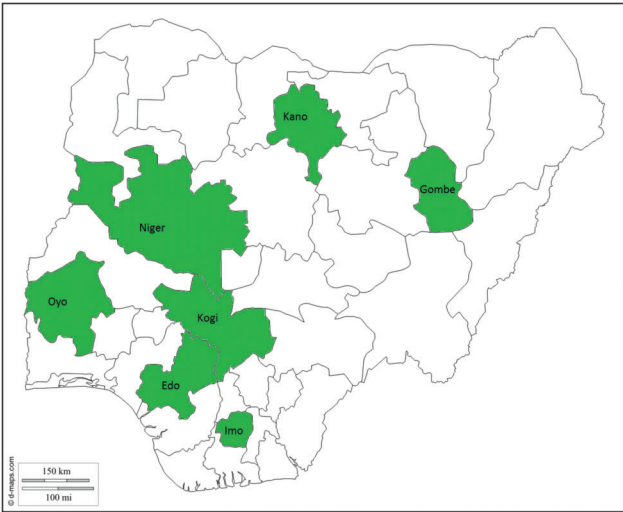 Kano
Gombe
Niger
Oyo
Kogi
Edo
Imo
150 km
100 mi
© d-maps.com